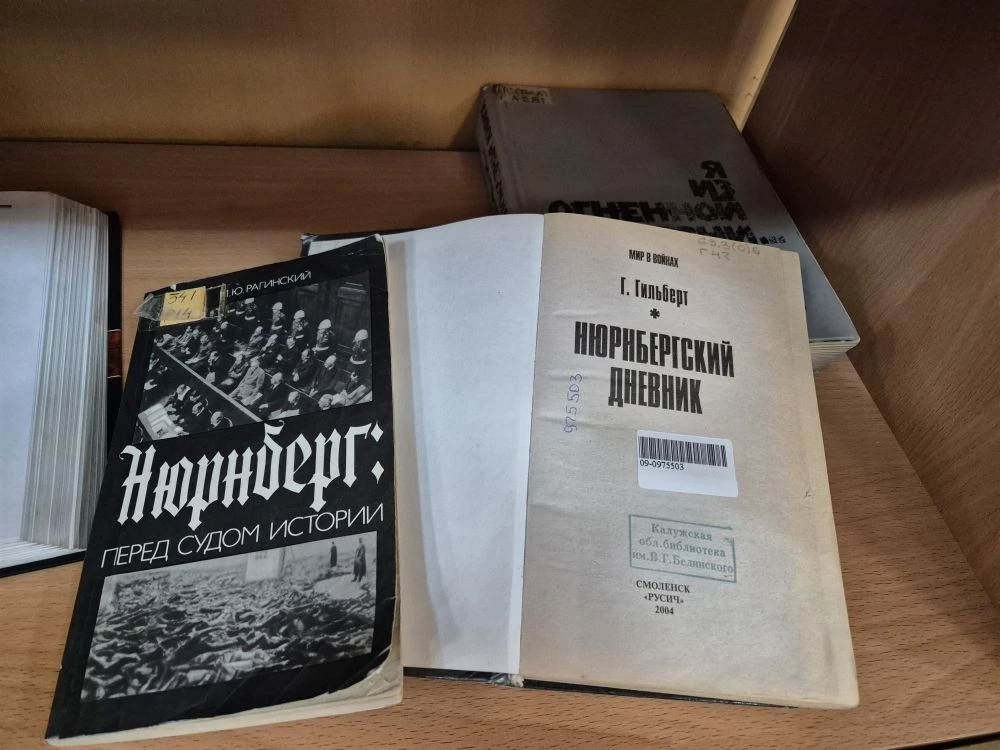 541
Ю. РАГИНСКИЙ
Нюрнберг:
ПЕРЕД СУДОМ ИСТОРИИ
МИР В ВОЙНАХ
Г. Гильберт
НЮРНБЕРГСКИЙ
ДНЕВНИК
975503
09-0975503
Калужская
обл.библиотека
им.В.Г.Белинского
СМОЛЕНСК
«РУСИЧ»
2004
Я
ИЗ
ОГНЕННОЙ